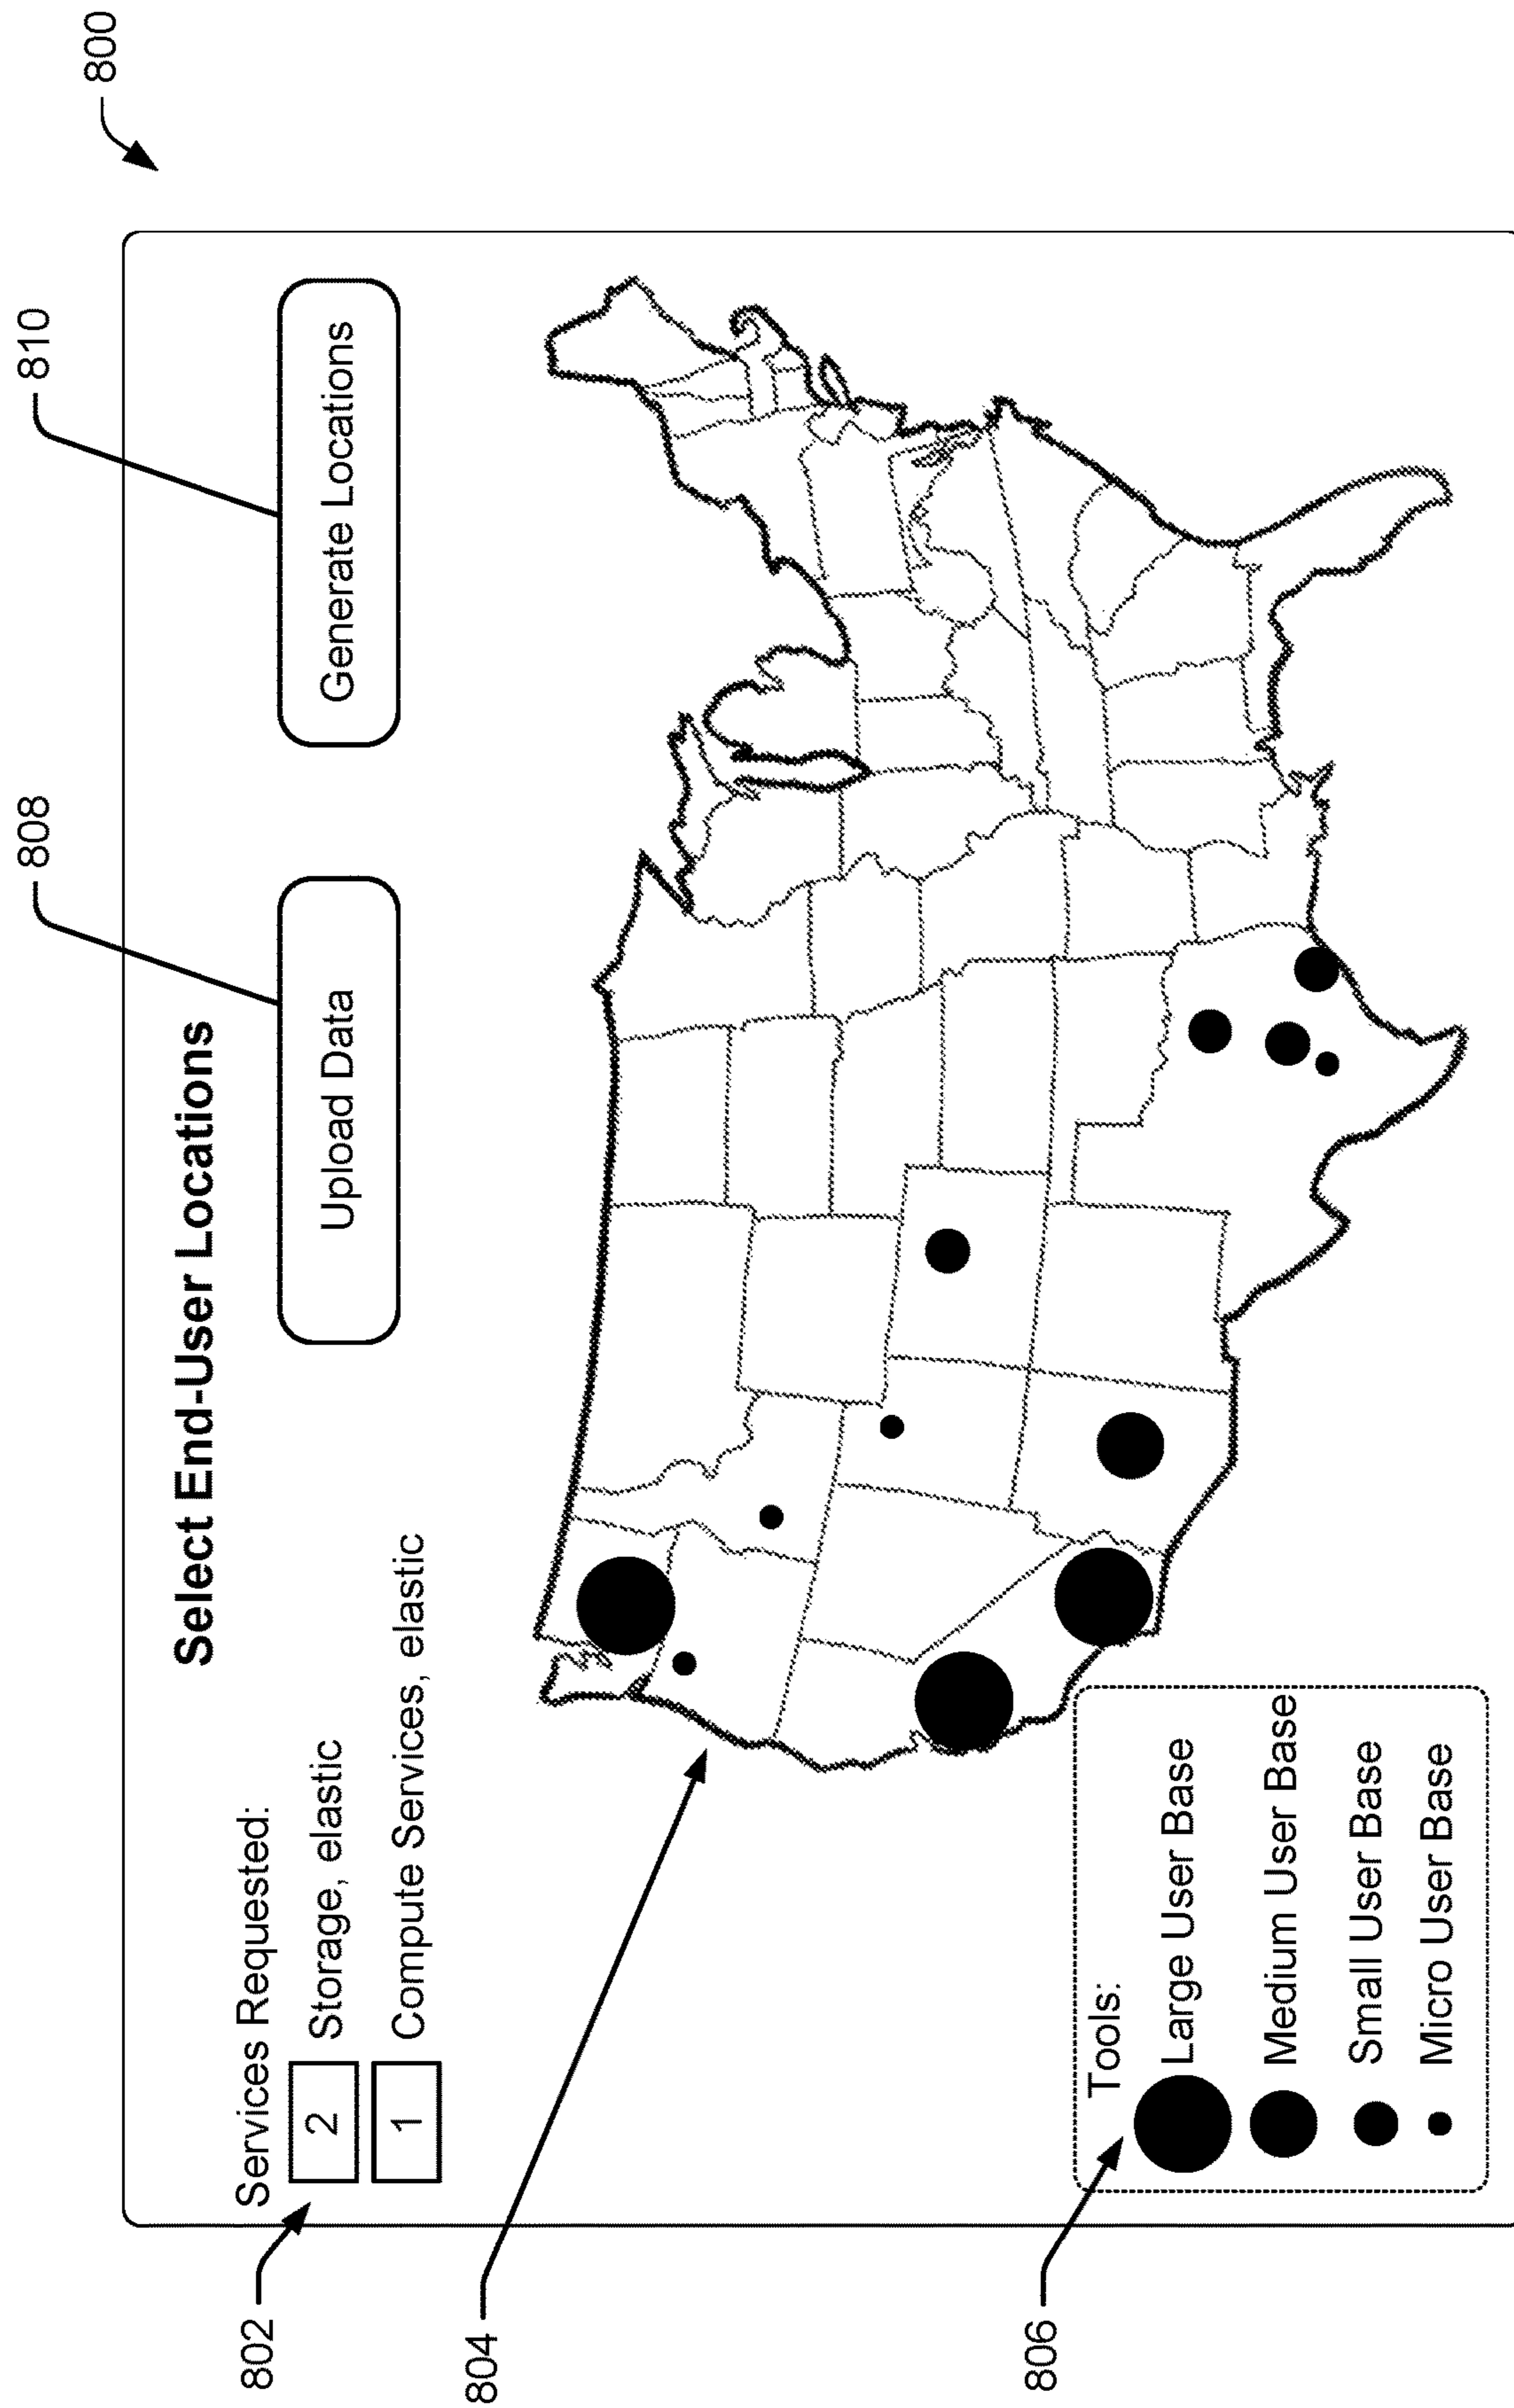 800
810
808
Select End-User Locations
Services Requested:
802
2 Storage, elastic
1 Compute Services, elastic
Upload Data
Generate Locations
804
806
Tools:
Large User Base
Medium User Base
Small User Base
Micro User Base